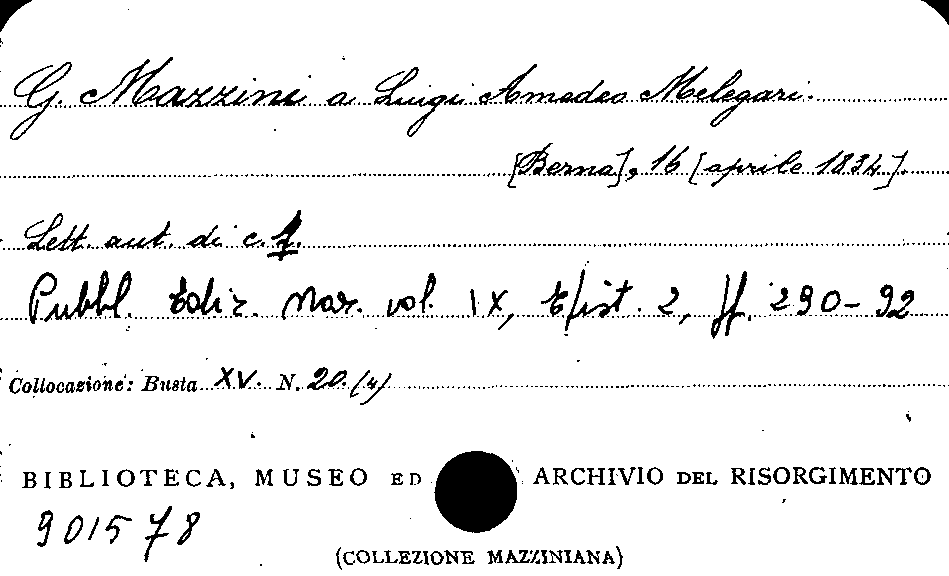 G. Mazzini a Luigi Amedeo Melegari.
[Berna], 16 [aprile 1834].
Lett. aut. di c. 1.
Pubbl. Ediz. Naz. vol. IX, Epist. 2, pp. 290-92
Collocazione: Busta XV. N. 20. (4)
BIBLIOTECA, MUSEO ED ARCHIVIO DEL RISORGIMENTO
901578
(COLLEZIONE MAZZINIANA)